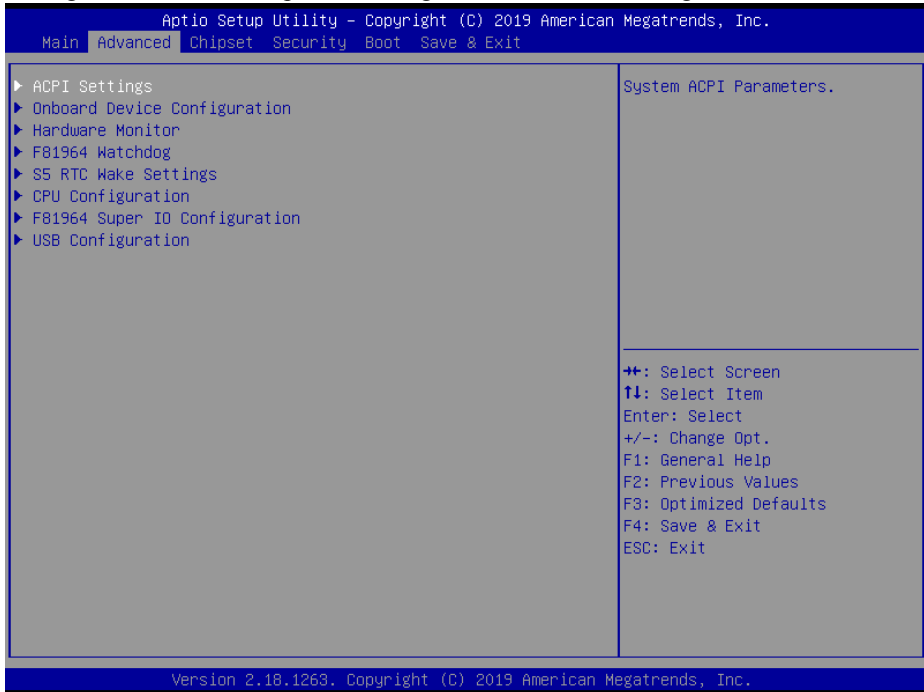 Aptio Setup Utility – Copyright (C) 2019 American Megatrends, Inc.
Main Advanced Chipset Security Boot Save & Exit
ACPI Settings
Onboard Device Configuration
Hardware Monitor
F81964 Watchdog
S5 RTC Wake Settings
CPU Configuration
F81964 Super IO Configuration
USB Configuration
System ACPI Parameters.
→←: Select Screen
↑↓: Select Item
Enter: Select
+/-: Change Opt.
F1: General Help
F2: Previous Values
F3: Optimized Defaults
F4: Save & Exit
ESC: Exit
Version 2.18.1263. Copyright (C) 2019 American Megatrends, Inc.